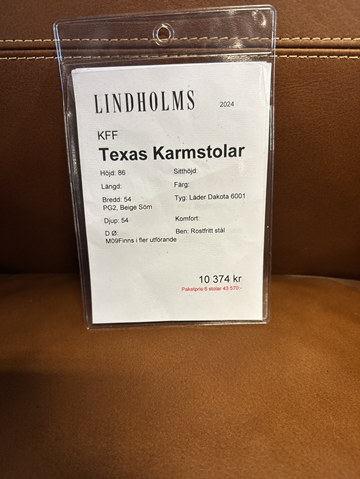 LINDHOLMS 2024
KFF
Texas Karmstolar
Höjd: 86 Sitthöjd:
Längd: Färg:
Bredd: 54 Tyg: Läder Dakota 6001
PG2, Beige Söm
Djup: 54 Komfort:
D Ø: Ben: Rostfritt stål
M09Finns i fler utförande
10 374 kr
Paketpris 6 stolar 43 570:-